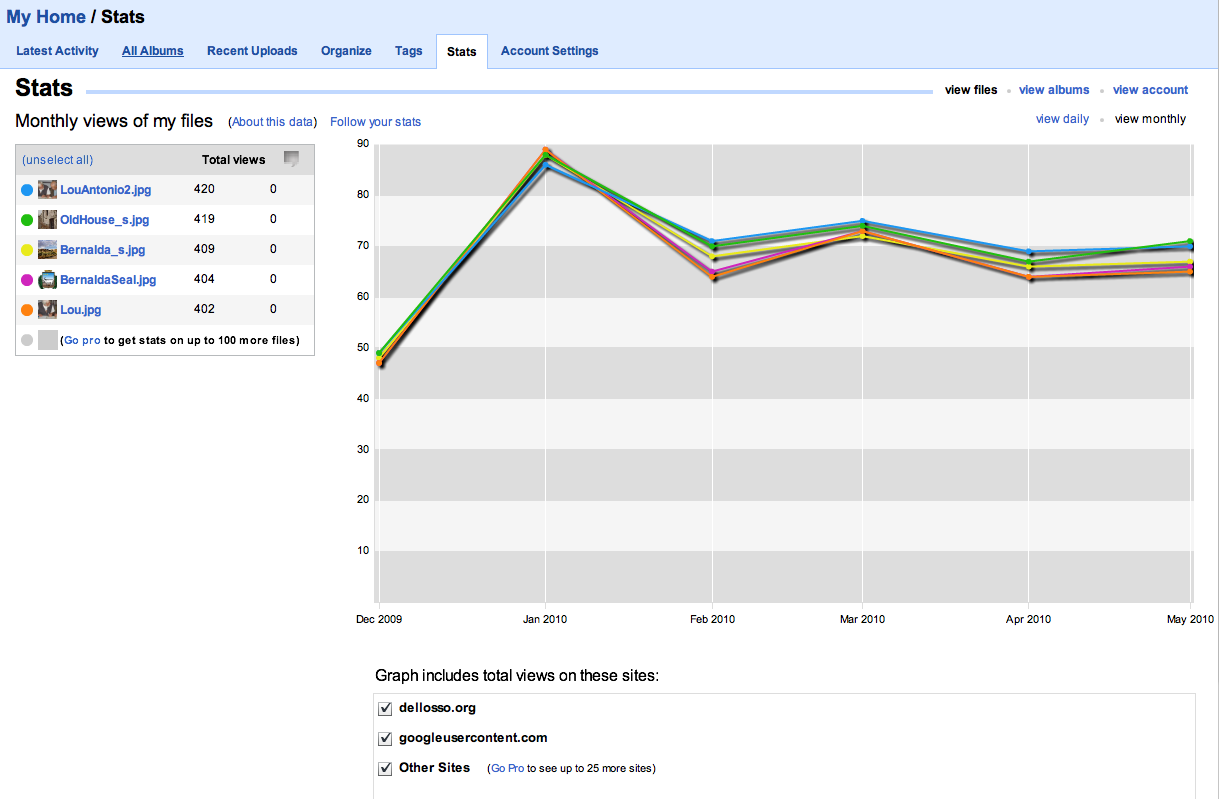 My Home / Stats
Latest Activity All Albums Recent Uploads Organize Tags Stats Account Settings
Stats
view files • view albums • view account
Monthly views of my files (About this data) Follow your stats
view daily • view monthly
(unselect all) Total views
LouAntonio2.jpg 420 0
OldHouse_s.jpg 419 0
Bernalda_s.jpg 409 0
BernaldaSeal.jpg 404 0
Lou.jpg 402 0
(Go pro to get stats on up to 100 more files)
90
80
70
60
50
40
30
20
10
Dec 2009 Jan 2010 Feb 2010 Mar 2010 Apr 2010 May 2010
Graph includes total views on these sites:
dellosso.org
googleusercontent.com
Other Sites (Go Pro to see up to 25 more sites)